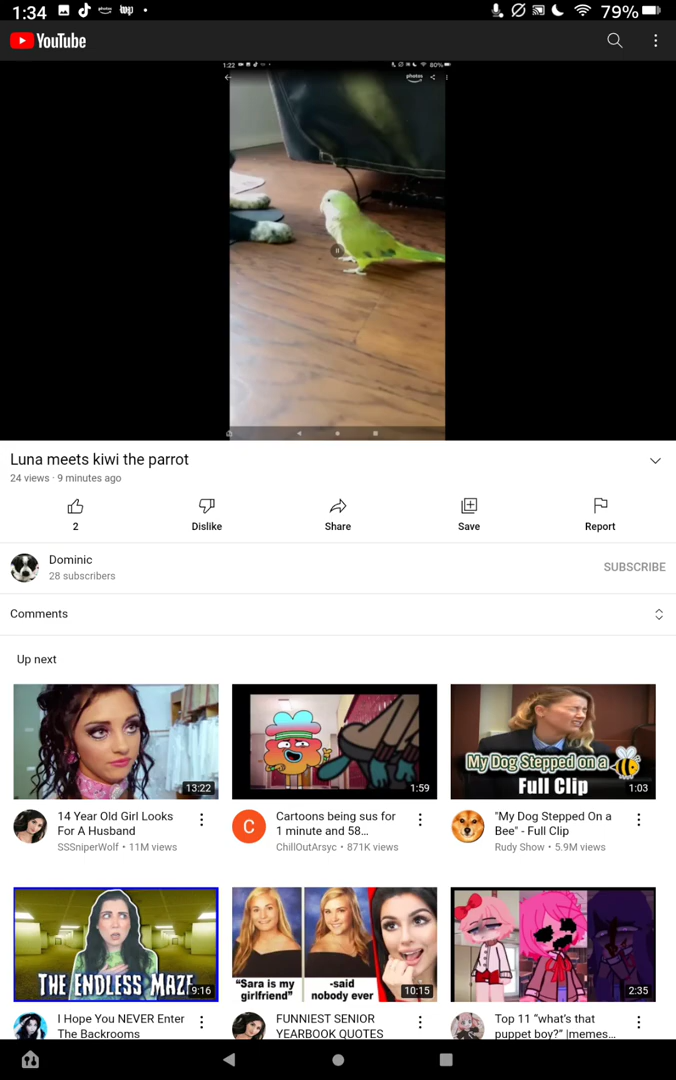 1:34
79%
YouTube
1:22
80%
photos
Luna meets kiwi the parrot
24 views · 9 minutes ago
2
Dislike
Share
Save
Report
Dominic
28 subscribers
SUBSCRIBE
Comments
Up next
13:22
1:59
My Dog Stepped on a
Full Clip
1:03
14 Year Old Girl Looks
For A Husband
SSSniperWolf • 11M views
C
Cartoons being sus for
1 minute and 58...
ChillOutArsyc • 871K views
"My Dog Stepped On a
Bee" - Full Clip
Rudy Show • 5.9M views
THE ENDLESS MAZE
9:16
"Sara is my
girlfriend"
-said
nobody ever
10:15
2:35
I Hope You NEVER Enter
The Backrooms
FUNNIEST SENIOR
YEARBOOK QUOTES
Top 11 "what's that
puppet boy?" |memes...